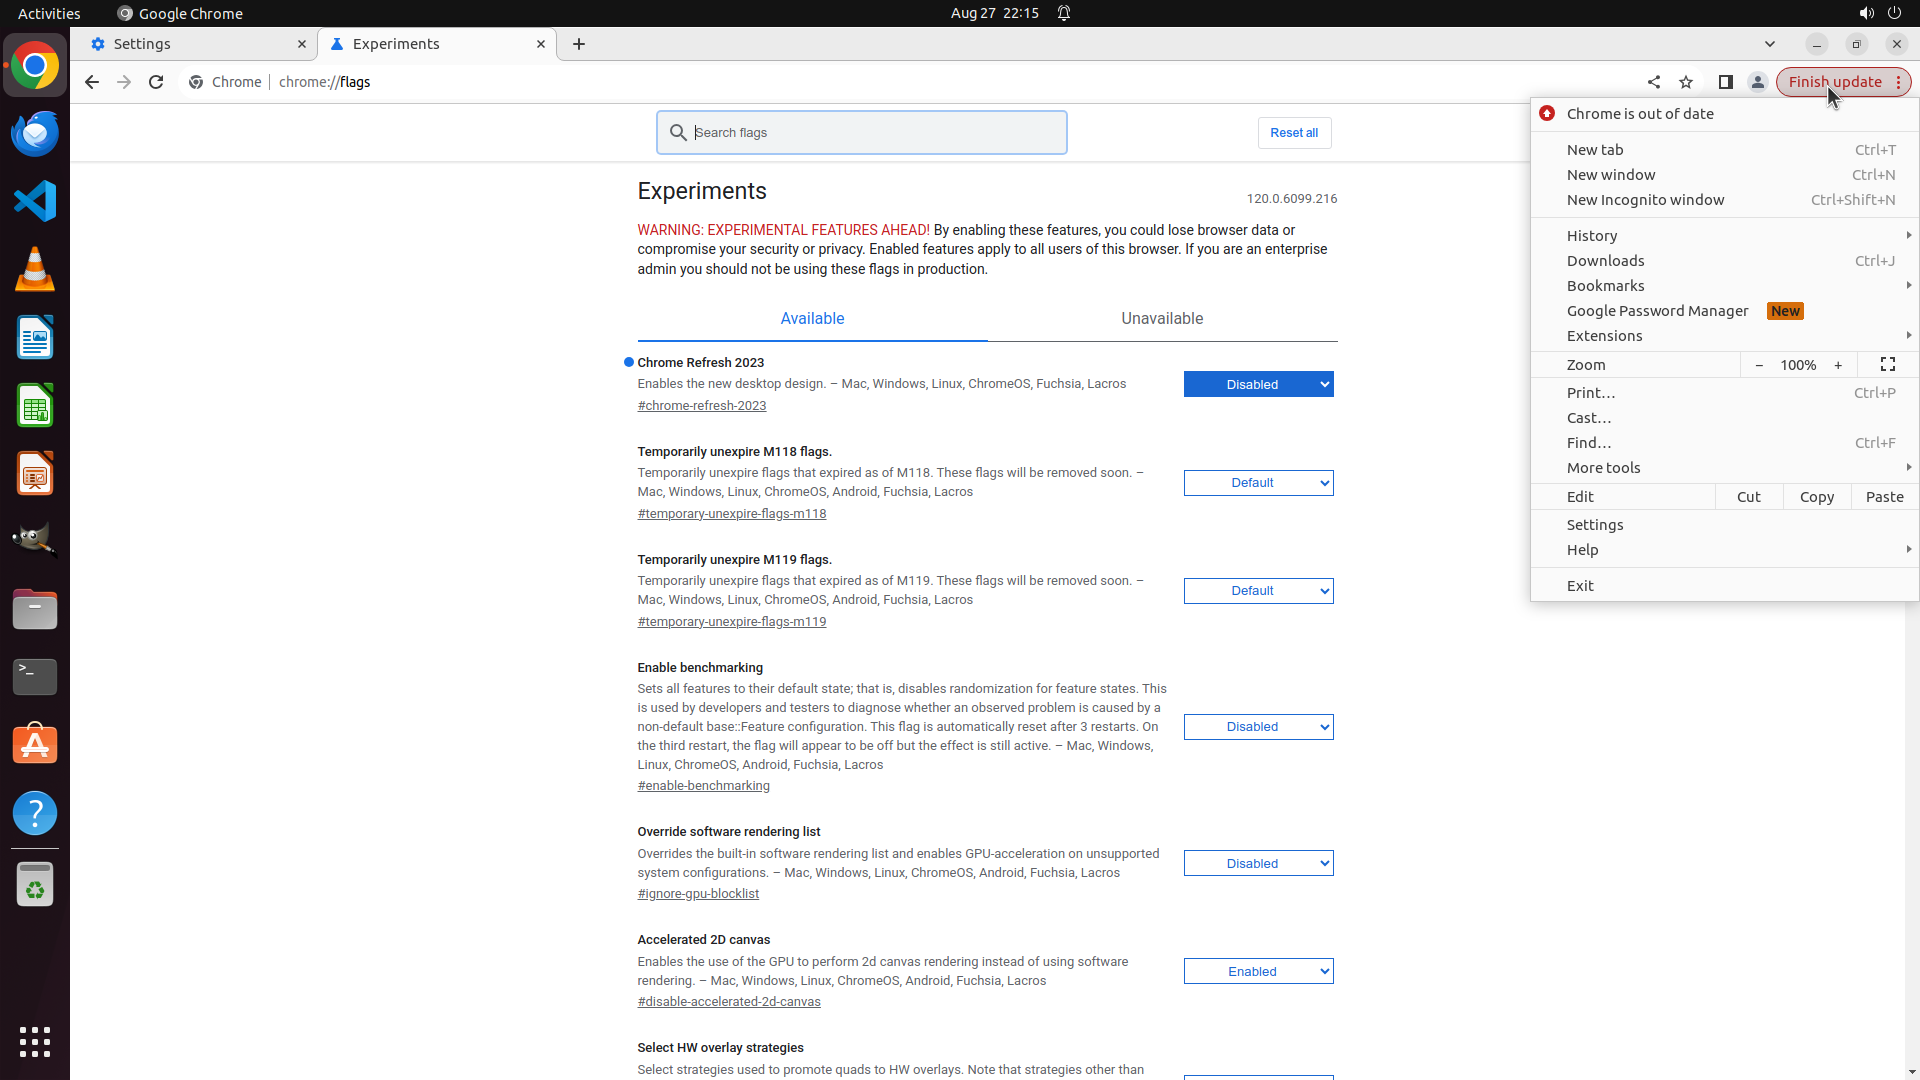 Activities
Google Chrome
Aug 27 22:15
Settings
Experiments
Chrome
chrome://flags
Finish update
Search flags
Reset all
Experiments
120.0.6099.216
WARNING: EXPERIMENTAL FEATURES AHEAD! By enabling these features, you could lose browser data or
compromise your security or privacy. Enabled features apply to all users of this browser. If you are an enterprise
admin you should not be using these flags in production.
Available
Unavailable
Chrome Refresh 2023
Enables the new desktop design. – Mac, Windows, Linux, ChromeOS, Fuchsia, Lacros
#chrome-refresh-2023
Disabled
Temporarily unexpire M118 flags.
Temporarily unexpire flags that expired as of M118. These flags will be removed soon. –
Mac, Windows, Linux, ChromeOS, Android, Fuchsia, Lacros
#temporary-unexpire-flags-m118
Default
Temporarily unexpire M119 flags.
Temporarily unexpire flags that expired as of M119. These flags will be removed soon. –
Mac, Windows, Linux, ChromeOS, Android, Fuchsia, Lacros
#temporary-unexpire-flags-m119
Default
Enable benchmarking
Sets all features to their default state; that is, disables randomization for feature states. This
is used by developers and testers to diagnose whether an observed problem is caused by a
non-default base::Feature configuration. This flag is automatically reset after 3 restarts. On
the third restart, the flag will appear to be off but the effect is still active. – Mac, Windows,
Linux, ChromeOS, Android, Fuchsia, Lacros
#enable-benchmarking
Disabled
Override software rendering list
Overrides the built-in software rendering list and enables GPU-acceleration on unsupported
system configurations. – Mac, Windows, Linux, ChromeOS, Android, Fuchsia, Lacros
#ignore-gpu-blocklist
Disabled
Accelerated 2D canvas
Enables the use of the GPU to perform 2d canvas rendering instead of using software
rendering. – Mac, Windows, Linux, ChromeOS, Android, Fuchsia, Lacros
#disable-accelerated-2d-canvas
Enabled
Select HW overlay strategies
Select strategies used to promote quads to HW overlays. Note that strategies other than
Chrome is out of date
New tab Ctrl+T
New window Ctrl+N
New Incognito window Ctrl+Shift+N
History
Downloads Ctrl+J
Bookmarks
Google Password Manager New
Extensions
Zoom – 100% +
Print… Ctrl+P
Cast…
Find… Ctrl+F
More tools
Edit Cut Copy Paste
Settings
Help
Exit